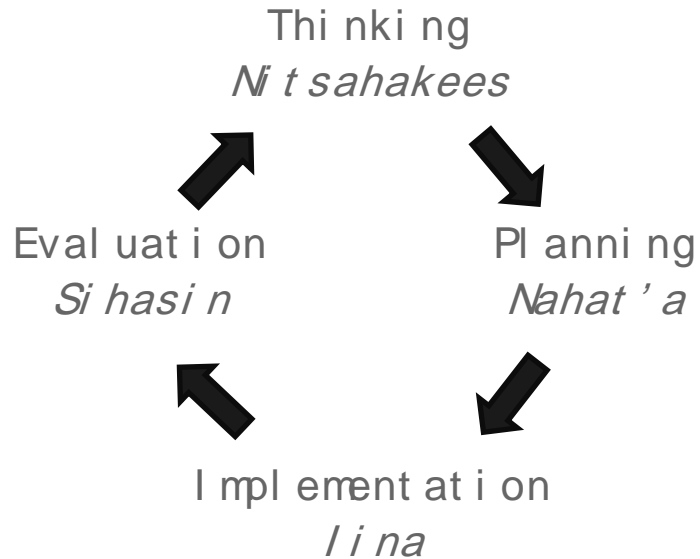 Thinking
Nitsahakees
Evaluation
Sihasin
Planning
Nahat’a
Implementation
Iina